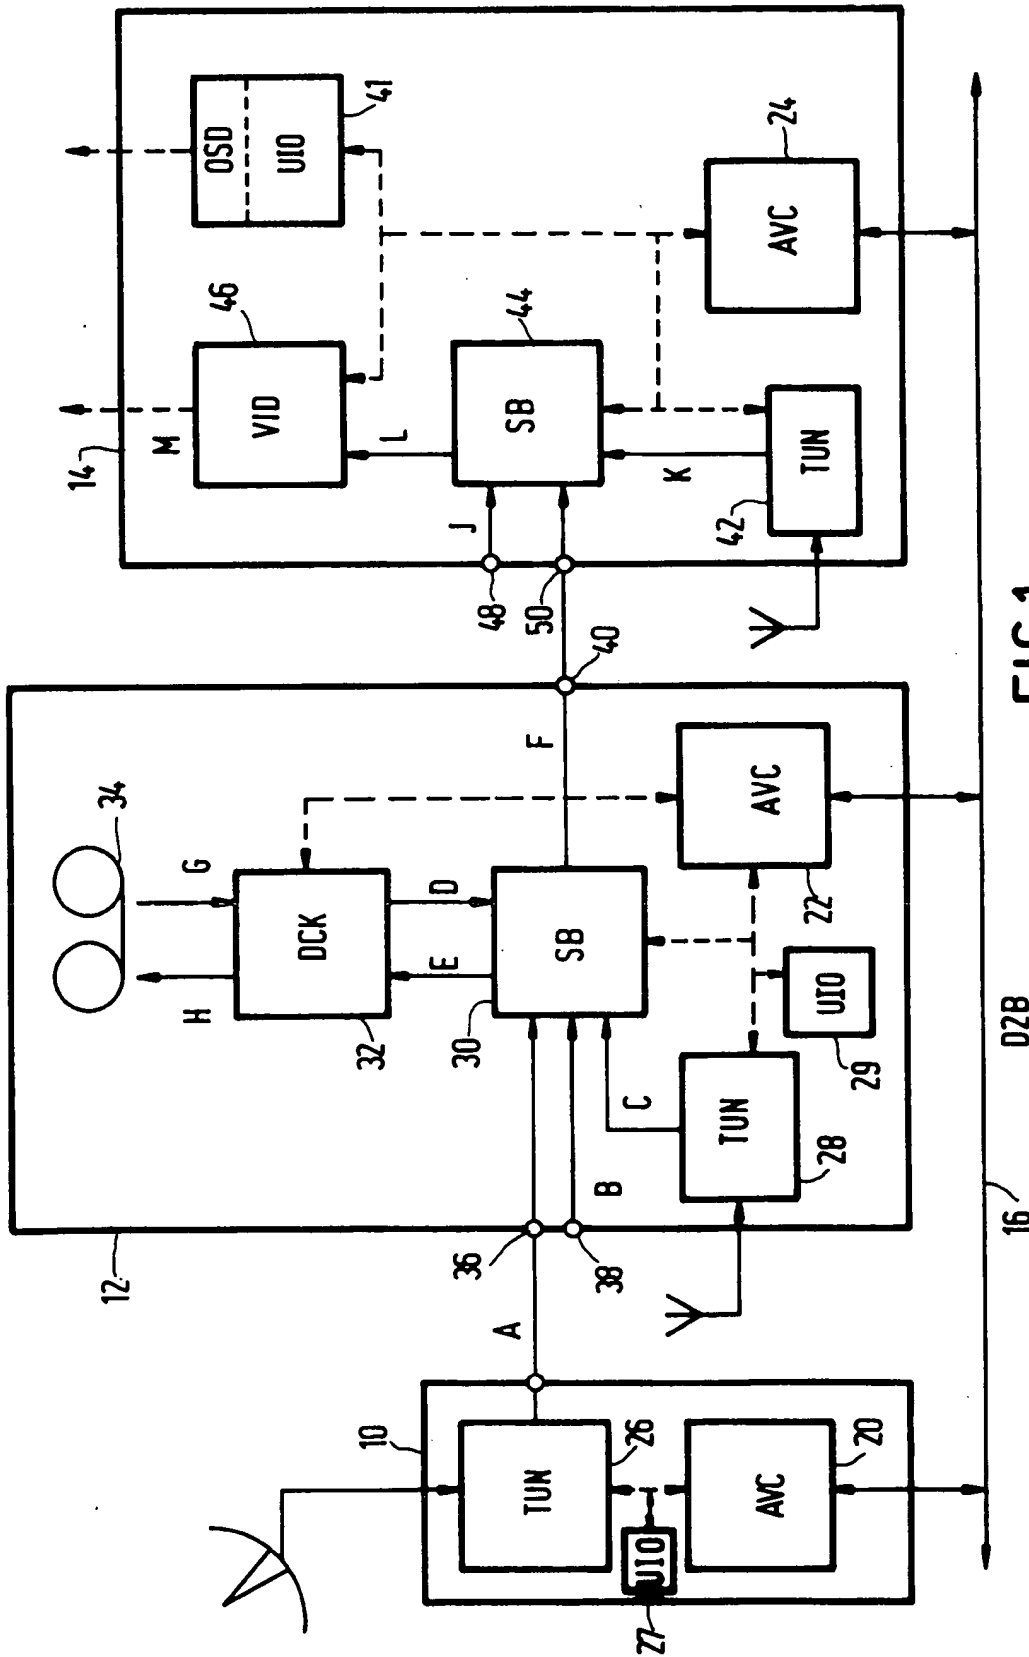 12
34
14
M
OSD
UIO
41
H
G
46
VID
DCK
32
L
E
D
44
SB
J
48
10
36
A
30
SB
F
50
40
K
42
TUN
24
AVC
TUN
26
38
B
C
UIO
27
28
TUN
29
UIO
22
AVC
20
AVC
16
D2B
FIG.1